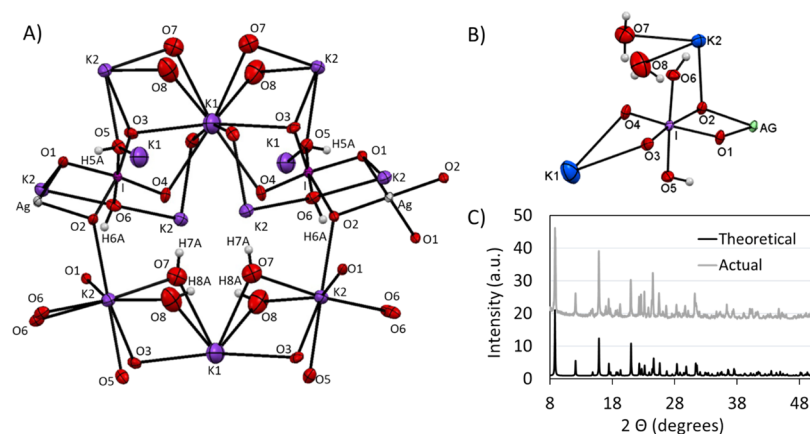 A)
O7 O7
K2 K2
O8 O8
K1
O3 O3
O5 O5
K1 K1
H5A H5A
O1 O1
O2
K2 I O4 O4 I K2
Ag Ag
O6 O6
O2 K2 K2 O2
H6A H6A
O1
H7A H7A
O1 O7 O7 O1
H8A H8A
K2 K2
O6 O8 O8 O6
O6 O6
O3 O3
K1
O5 O5
B)
O7 K2
O8
O6
O4 O2
I AG
O3 O1
K1
O5
C)
50
40
30
20
10
0
Intensity (a.u.)
Theoretical
Actual
8 18 28 38 48
2 Θ (degrees)